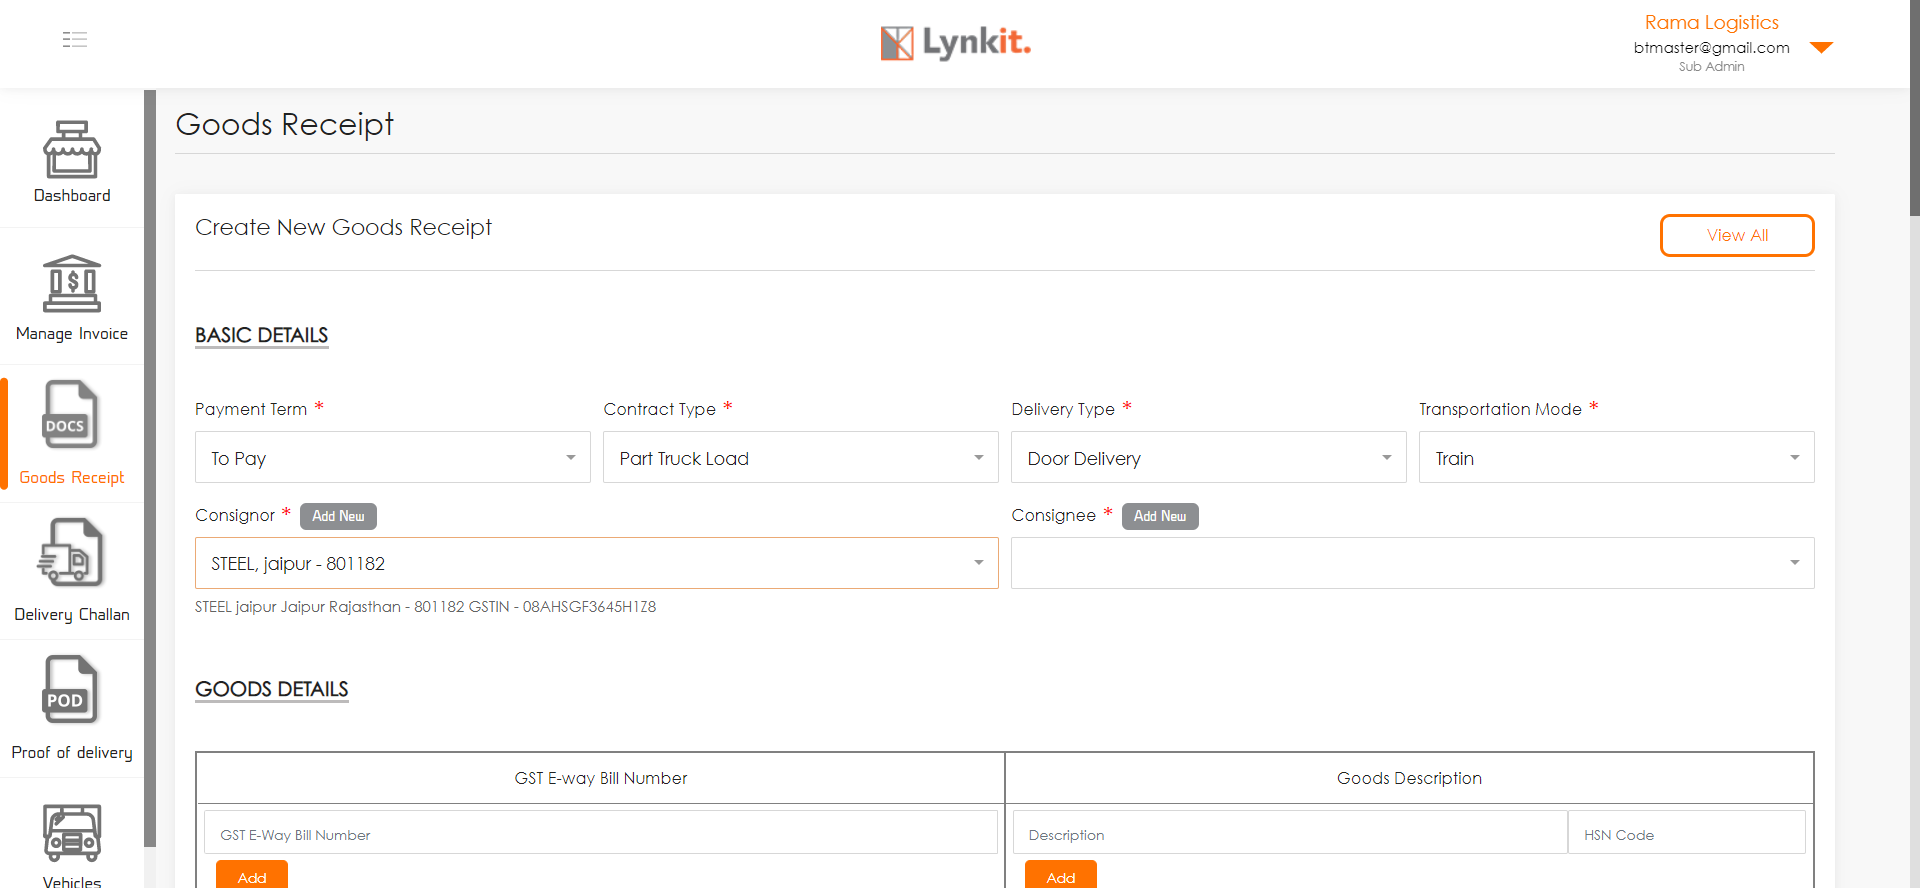 Lynkit.
Rama Logistics
btmaster@gmail.com
Sub Admin
Dashboard
Manage Invoice
DOCS
Goods Receipt
Delivery Challan
POD
Proof of delivery
Vehicles
Goods Receipt
Create New Goods Receipt
View All
BASIC DETAILS
Payment Term * Contract Type * Delivery Type * Transportation Mode *
To Pay Part Truck Load Door Delivery Train
Consignor * Add New Consignee * Add New
STEEL, jaipur - 801182
STEEL jaipur Jaipur Rajasthan - 801182 GSTIN - 08AHSGF3645H1Z8
GOODS DETAILS
GST E-way Bill Number Goods Description
GST E-Way Bill Number Description HSN Code
Add Add